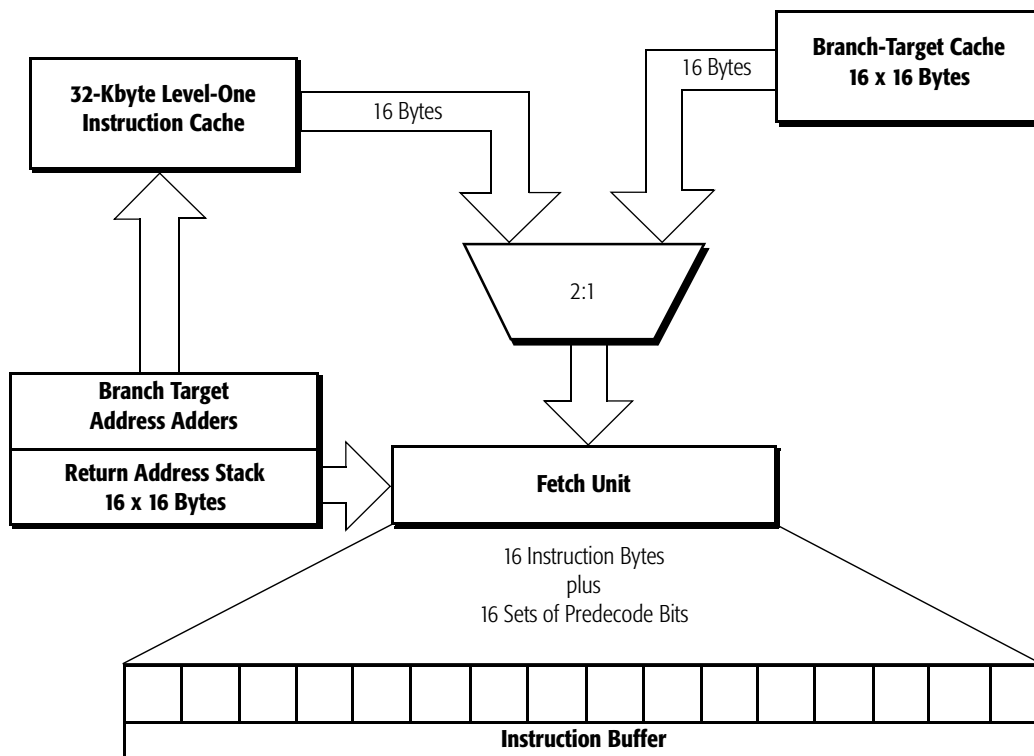 Branch-Target Cache
16 x 16 Bytes
32-Kbyte Level-One
Instruction Cache
16 Bytes
16 Bytes
2:1
Branch Target
Address Adders
Return Address Stack
16 x 16 Bytes
Fetch Unit
16 Instruction Bytes
plus
16 Sets of Predecode Bits
Instruction Buffer